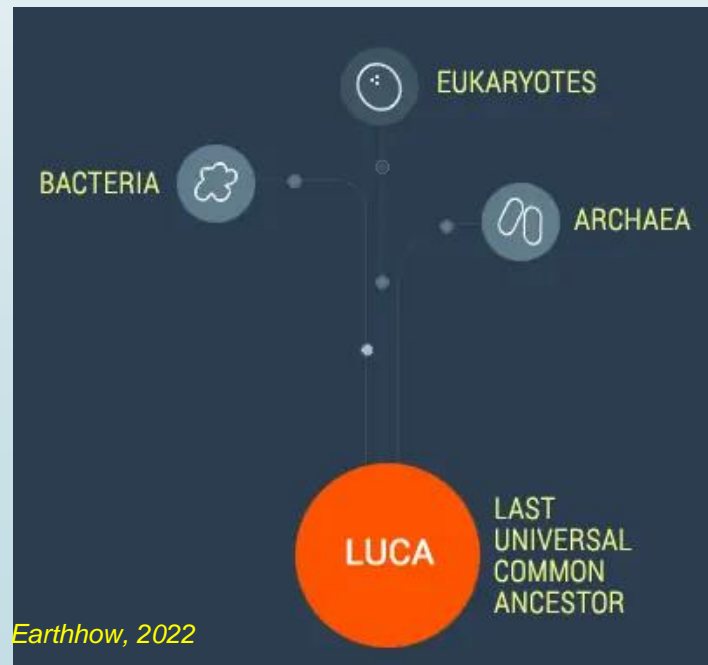 EUKARYOTES
BACTERIA
ARCHAEA
LUCA
LAST
UNIVERSAL
COMMON
ANCESTOR
Earthhow, 2022